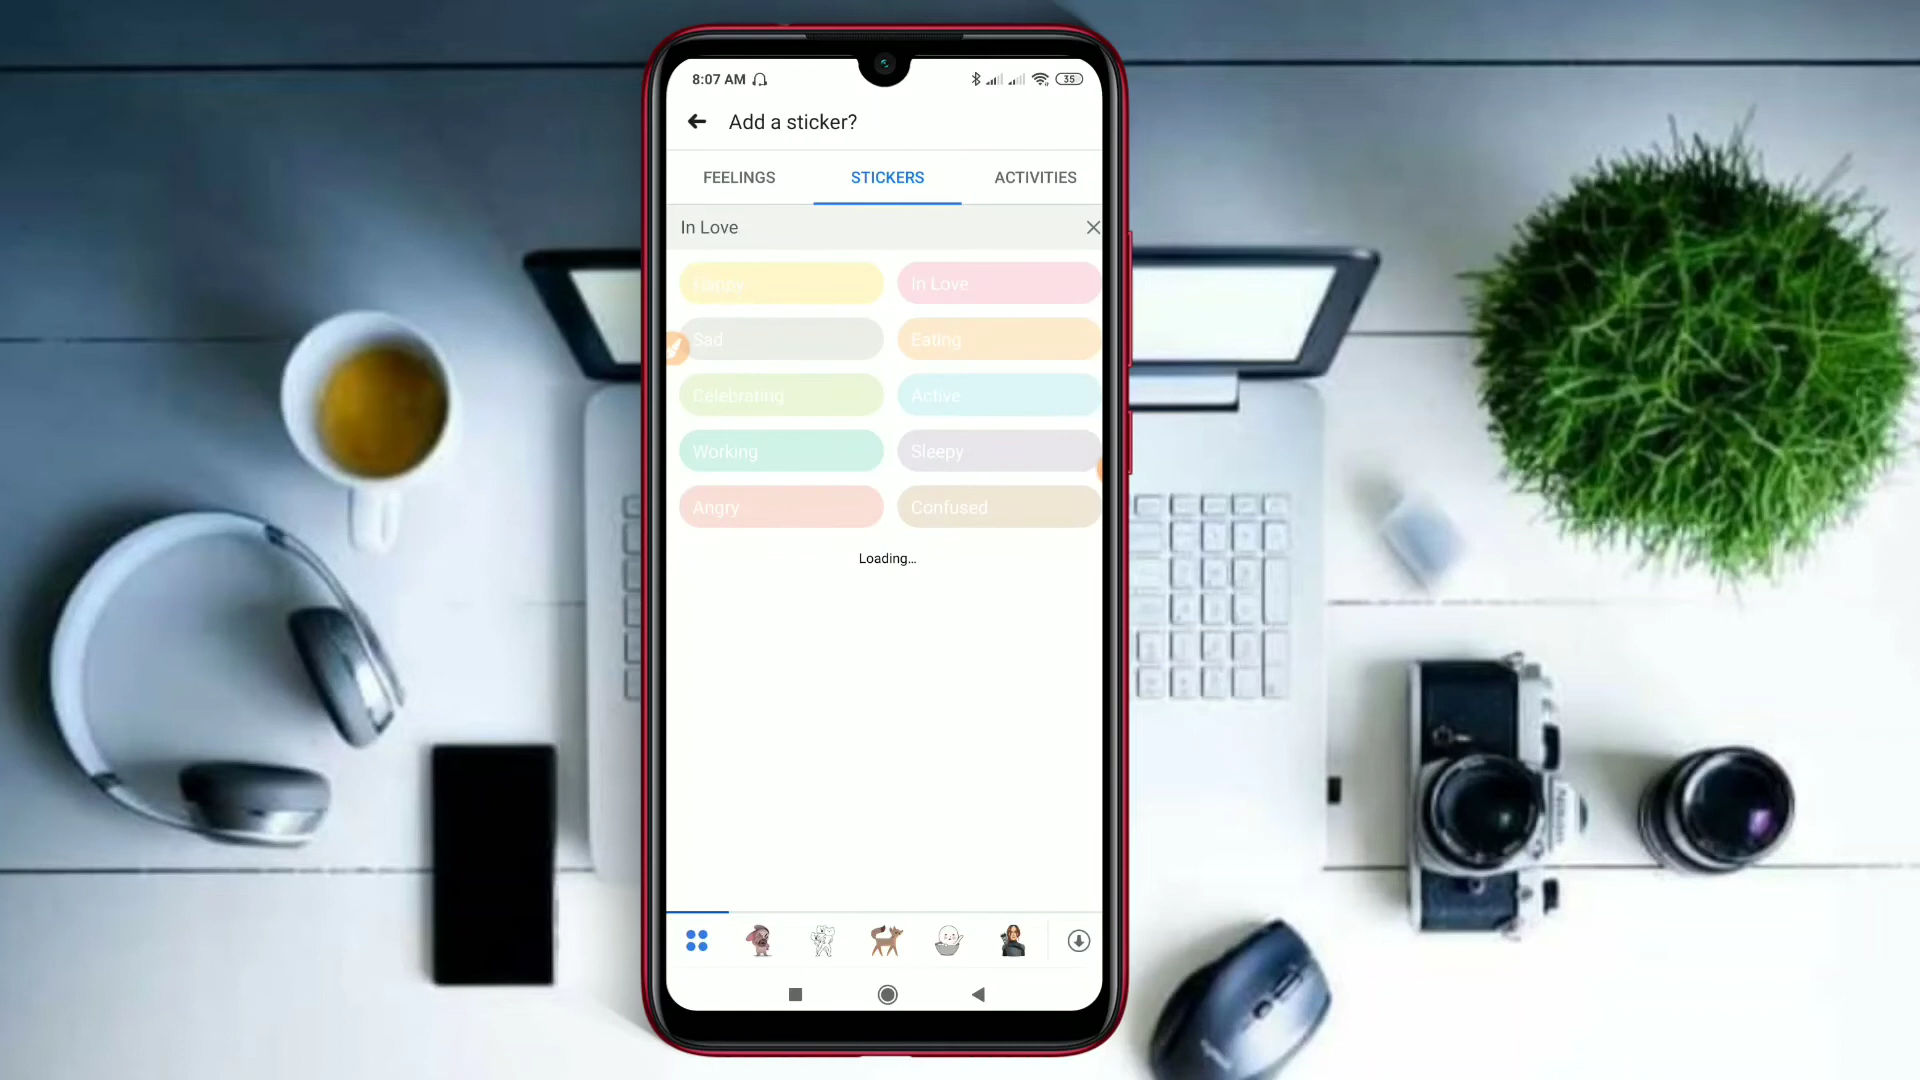 8:07 AM
35
Add a sticker?
FEELINGS
STICKERS
ACTIVITIES
In Love
Happy
In Love
Sad
Eating
Celebrating
Active
Working
Sleepy
Angry
Confused
Loading...